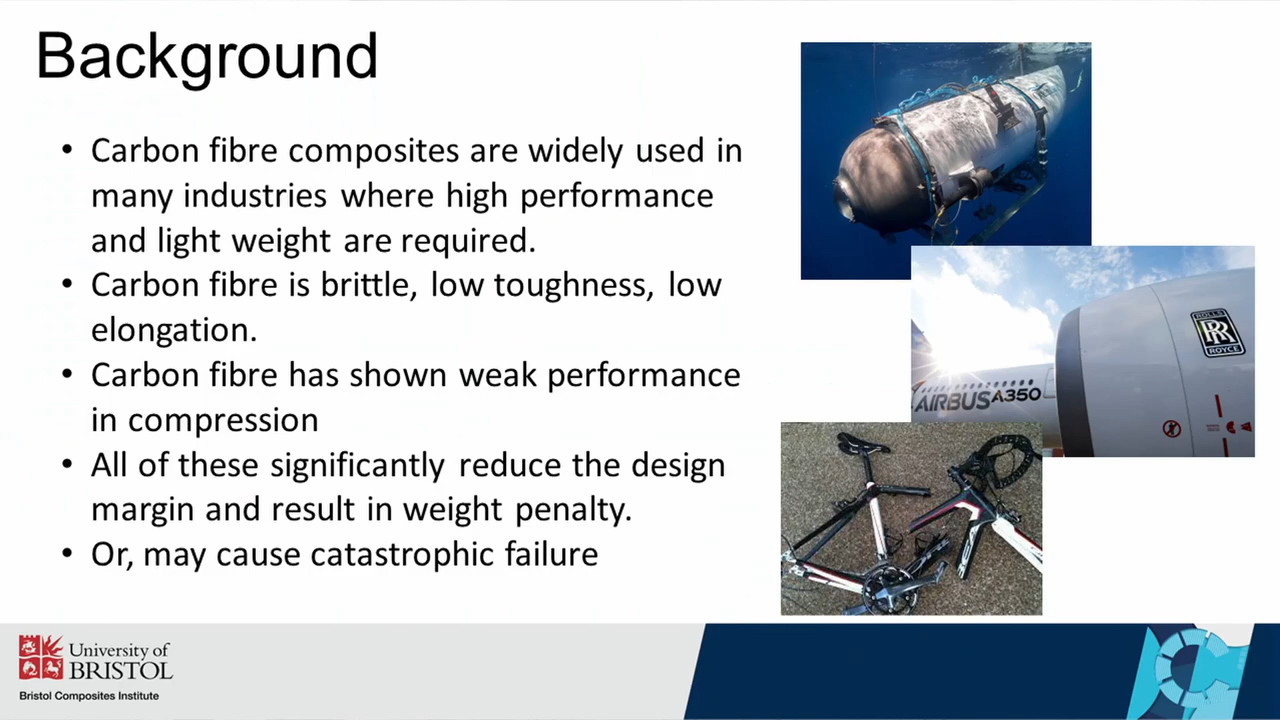 Background
• Carbon fibre composites are widely used in
many industries where high performance
and light weight are required.
• Carbon fibre is brittle, low toughness, low
elongation.
• Carbon fibre has shown weak performance
in compression
• All of these significantly reduce the design
margin and result in weight penalty.
• Or, may cause catastrophic failure
ROLLS
RR
ROYCE
AIRBUS A350
University of
BRISTOL
Bristol Composites Institute